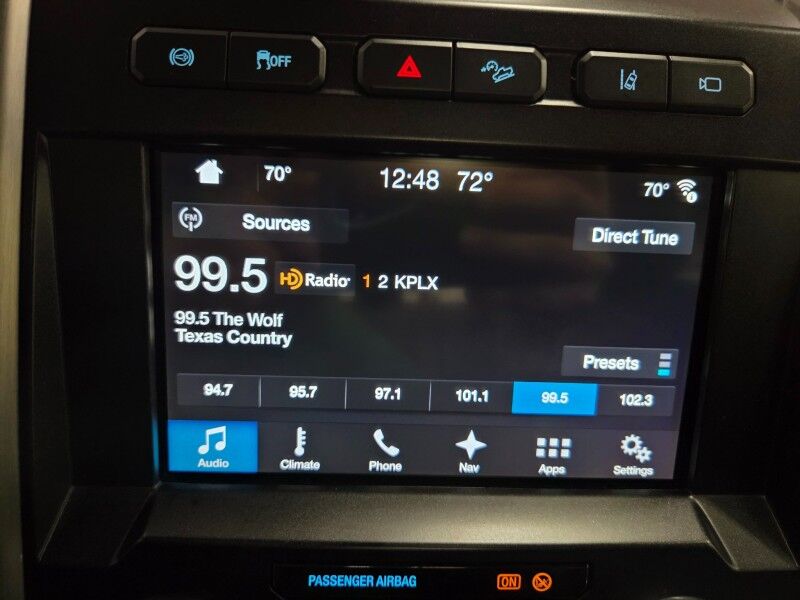 OFF
70° 12:48 72° 70°
FM Sources
Direct Tune
99.5 HD Radio 1 2 KPLX
99.5 The Wolf
Texas Country
Presets
94.7 95.7 97.1 101.1 99.5 102.3
Audio Climate Phone Nav Apps Settings
PASSENGER AIRBAG ON